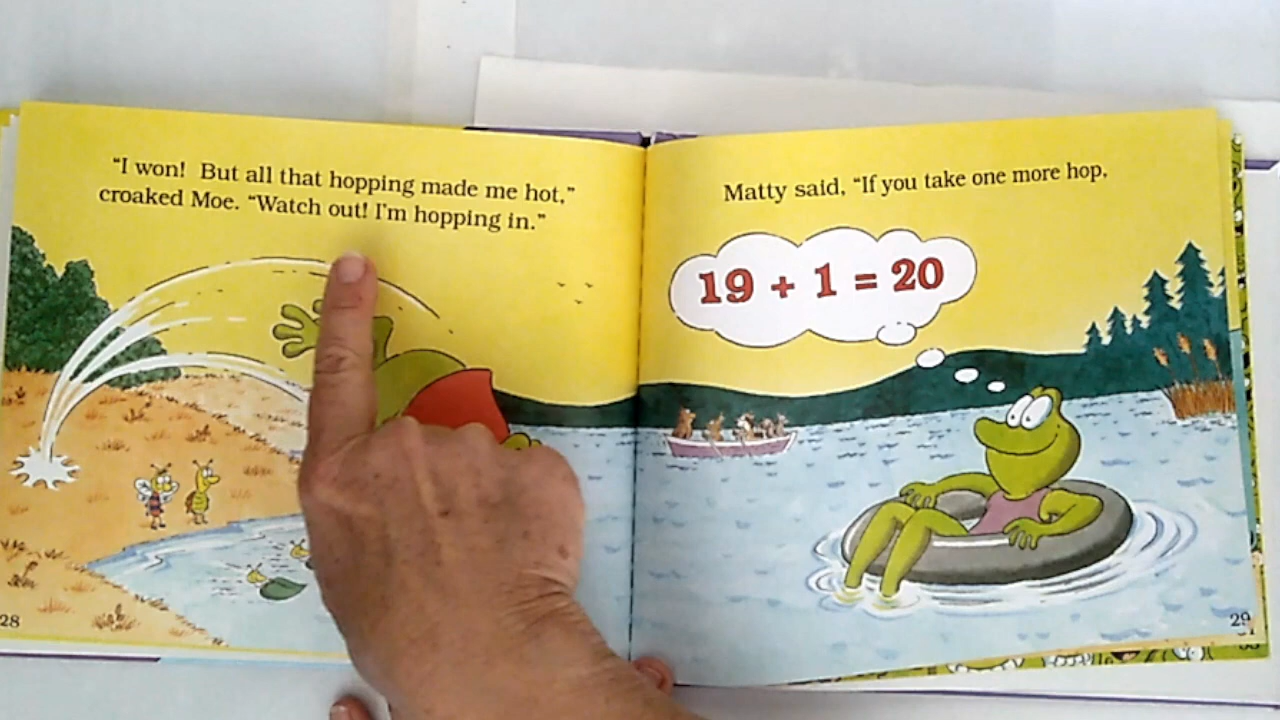 “I won! But all that hopping made me hot,”
croaked Moe. “Watch out! I'm hopping in.”
28
Matty said, “If you take one more hop,
19 + 1 = 20
29